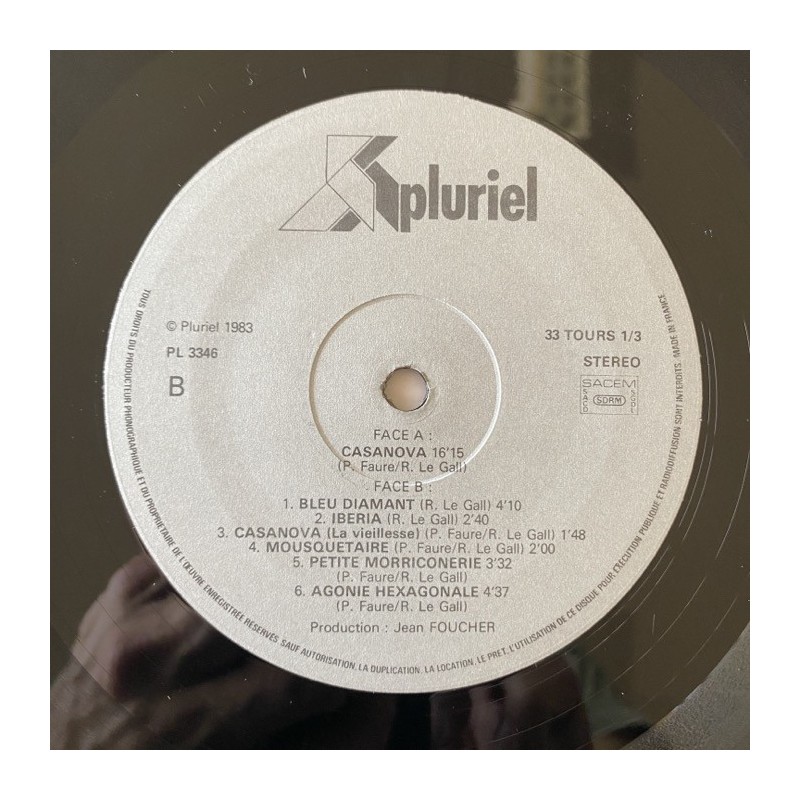 pluriel
© Pluriel 1983
PL 3346
B
33 TOURS 1/3
STEREO
SACEM
SDRM
FACE A :
CASANOVA 16'15
(P. Faure/R. Le Gall)
FACE B :
1. BLEU DIAMANT (R. Le Gall) 4'10
2. IBERIA (R. Le Gall) 2'40
3. CASANOVA (La vieillesse) (P. Faure/R. Le Gall) 1'48
4. MOUSQUETAIRE (P. Faure/R. Le Gall) 2'00
5. PETITE MORRICONERIE 3'32
(P. Faure/R. Le Gall)
6. AGONIE HEXAGONALE 4'37
(P. Faure/R. Le Gall)
Production : Jean FOUCHER
TOUS DROITS DU PRODUCTEUR PHONOGRAPHIQUE ET DU PROPRIETAIRE DE L'ŒUVRE ENREGISTREE RESERVES SAUF AUTORISATION, LA DUPLICATION, LA LOCATION, LE PRET, L'UTILISATION DE CE DISQUE POUR EXECUTION PUBLIQUE ET RADIODIFFUSION SONT INTERDITS. MADE IN FRANCE